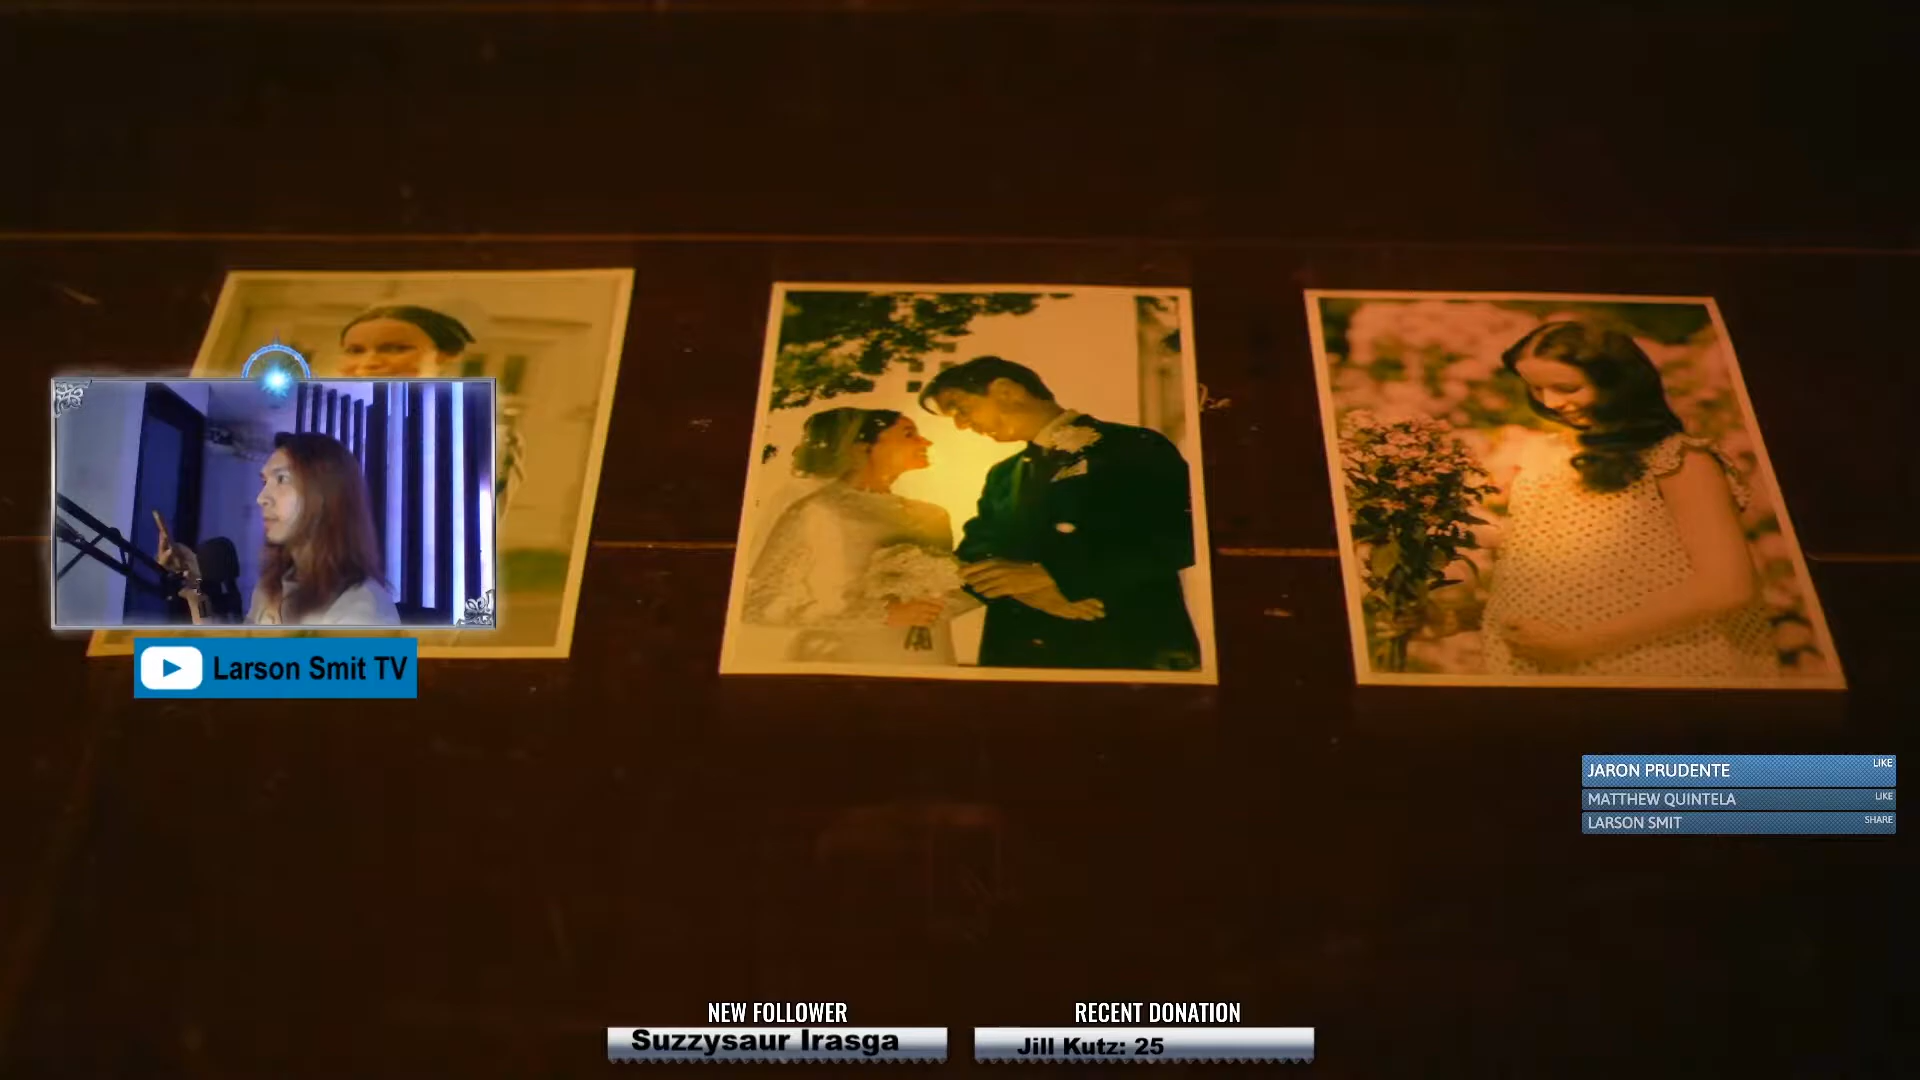 Larson Smit TV
JARON PRUDENTE LIKE
MATTHEW QUINTELA LIKE
LARSON SMIT SHARE
NEW FOLLOWER
Suzzysaur Irasga
RECENT DONATION
Jill Kutz: 25